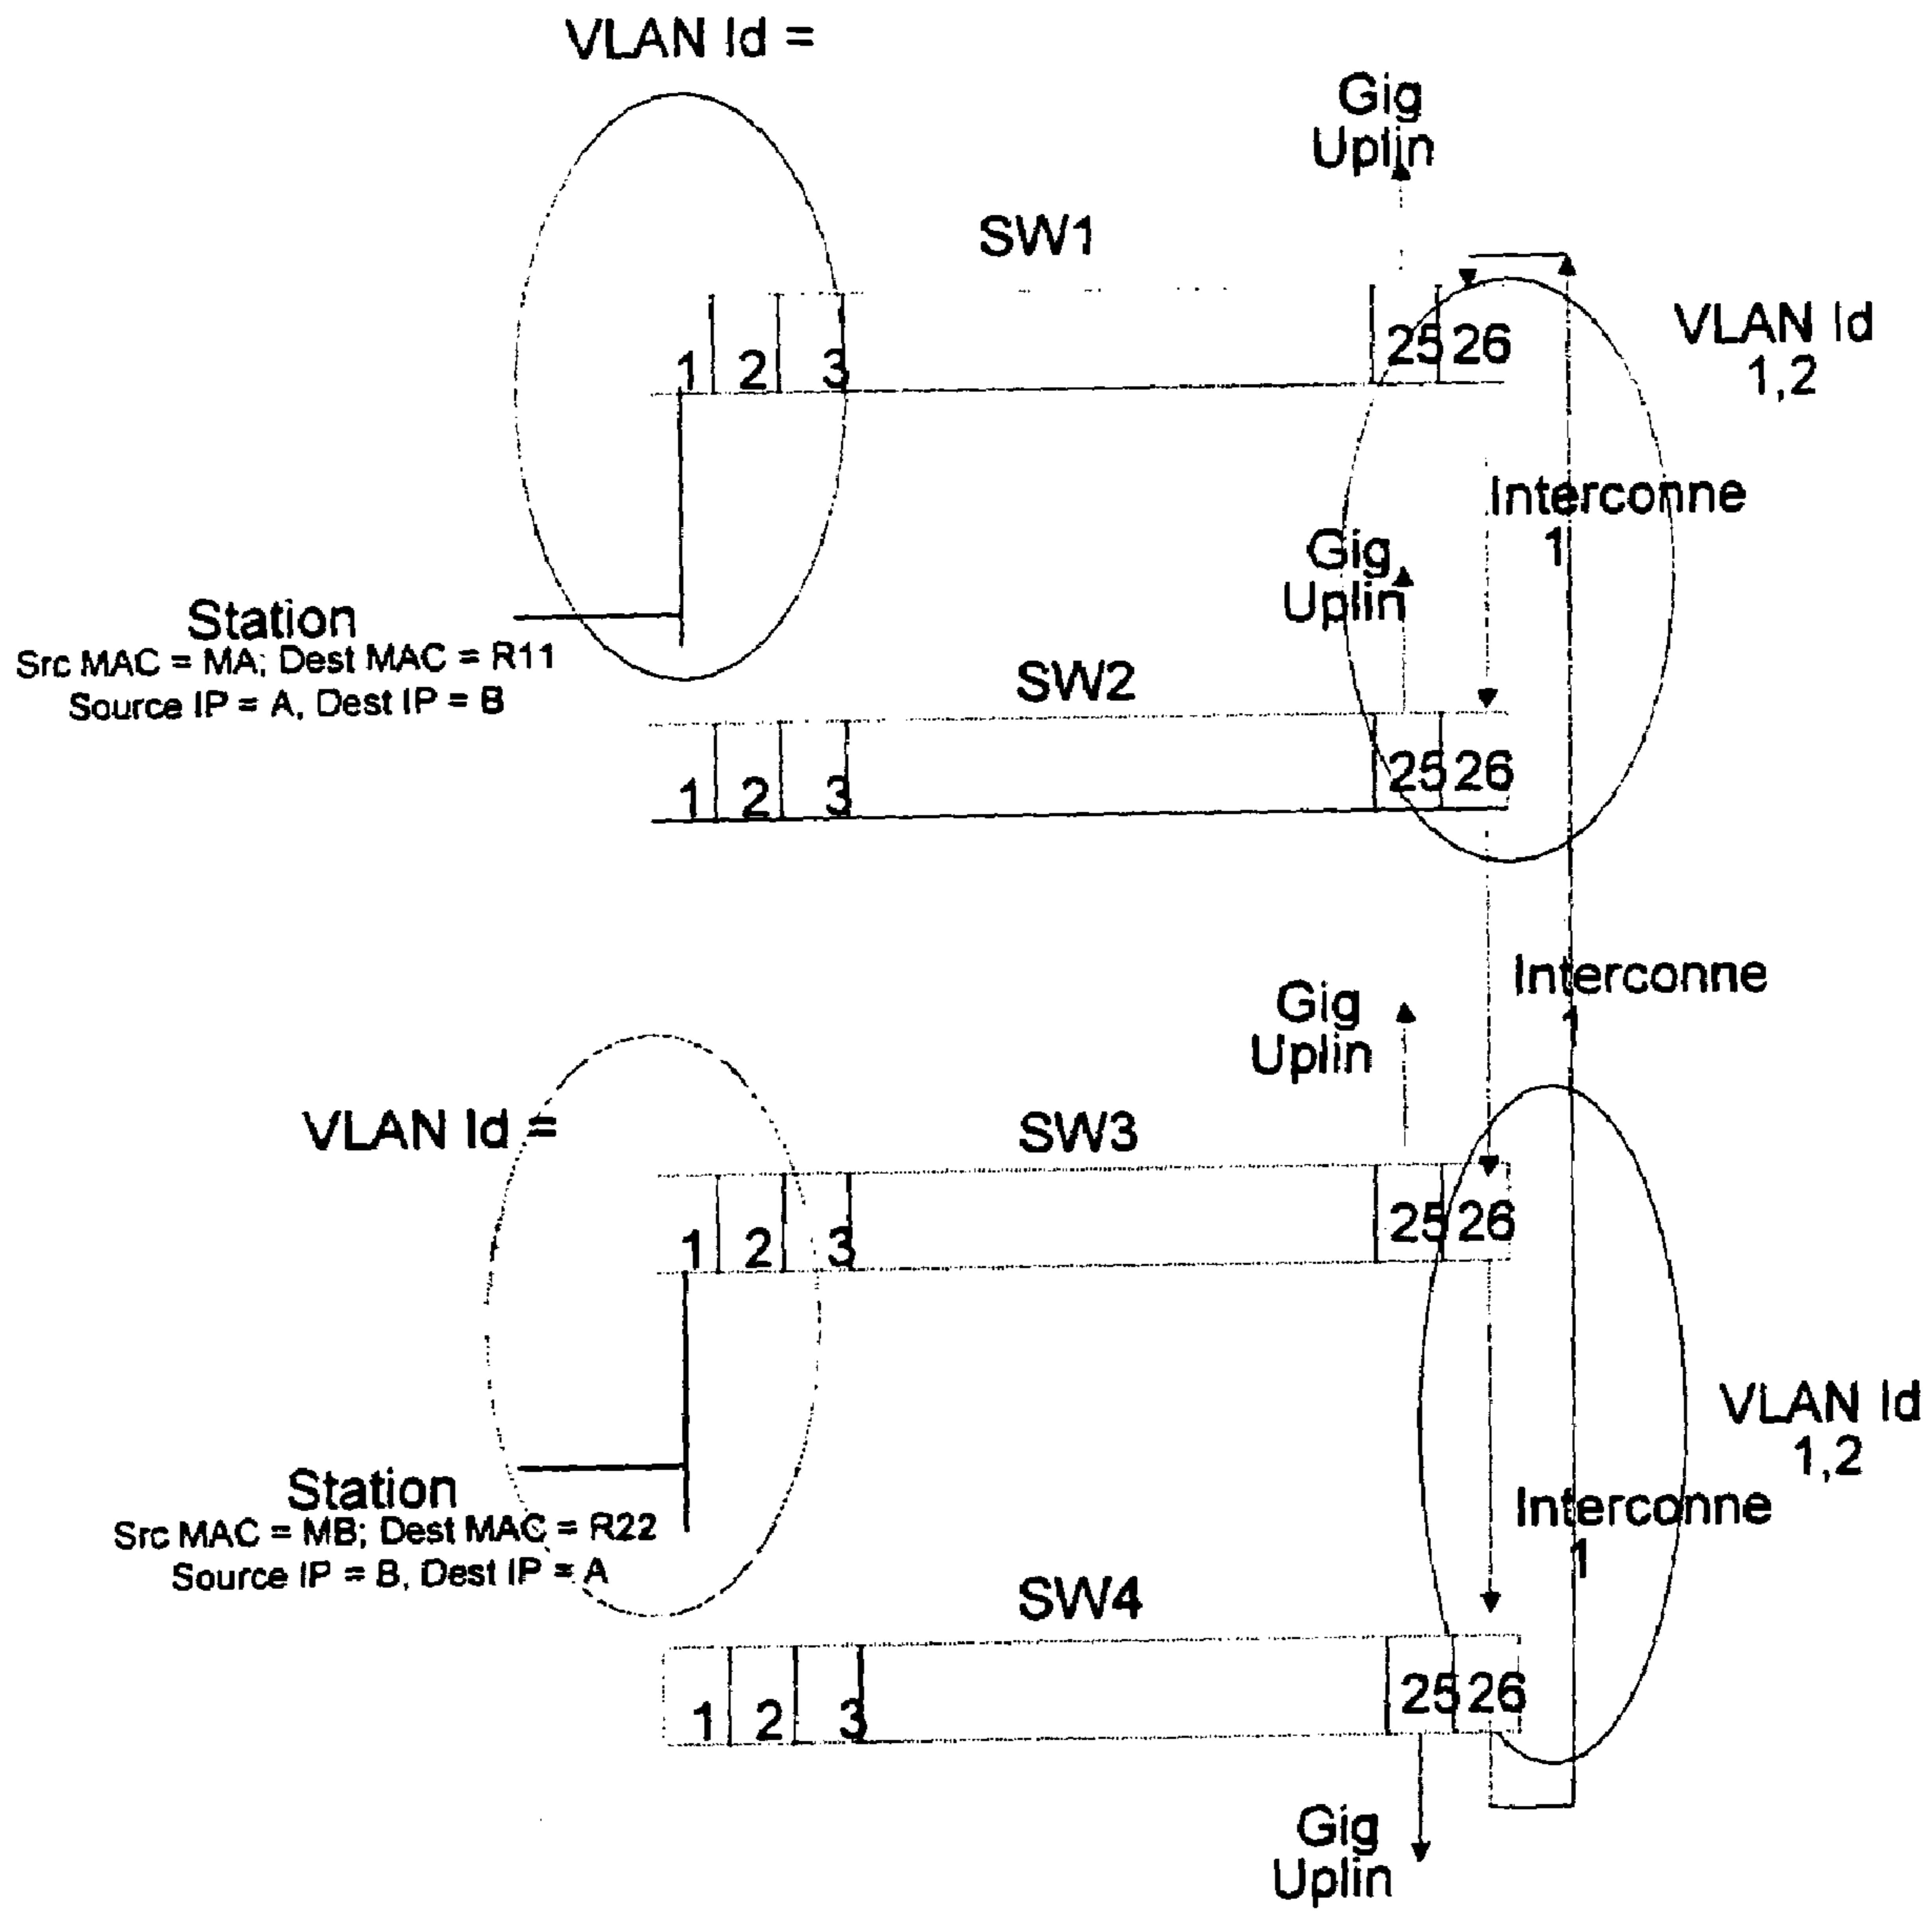 VLAN Id =
Gig
Uplin
SW1
1 2 3 25 26
VLAN Id
1,2
Interconne
1
Gig
Uplin
Station
Src MAC = MA; Dest MAC = R11
Source IP = A, Dest IP = B
SW2
1 2 3 25 26
Interconne
1
Gig
Uplin
VLAN Id =
SW3
1 2 3 25 26
VLAN Id
1,2
Station
Src MAC = MB; Dest MAC = R22
Source IP = B, Dest IP = A
Interconne
1
SW4
1 2 3 25 26
Gig
Uplin